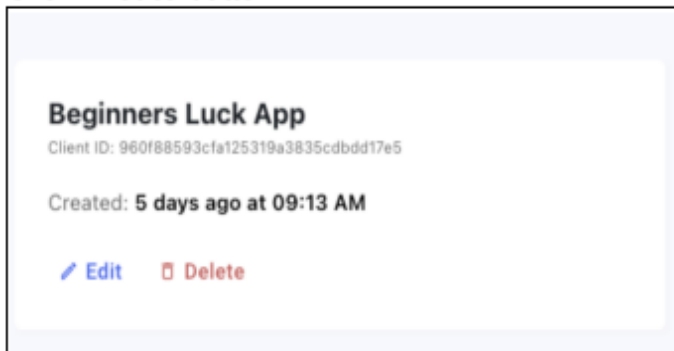 Beginners Luck App
Client ID: 960f88593cfa125319a3835cdbdd17e5
Created: 5 days ago at 09:13 AM
Edit Delete